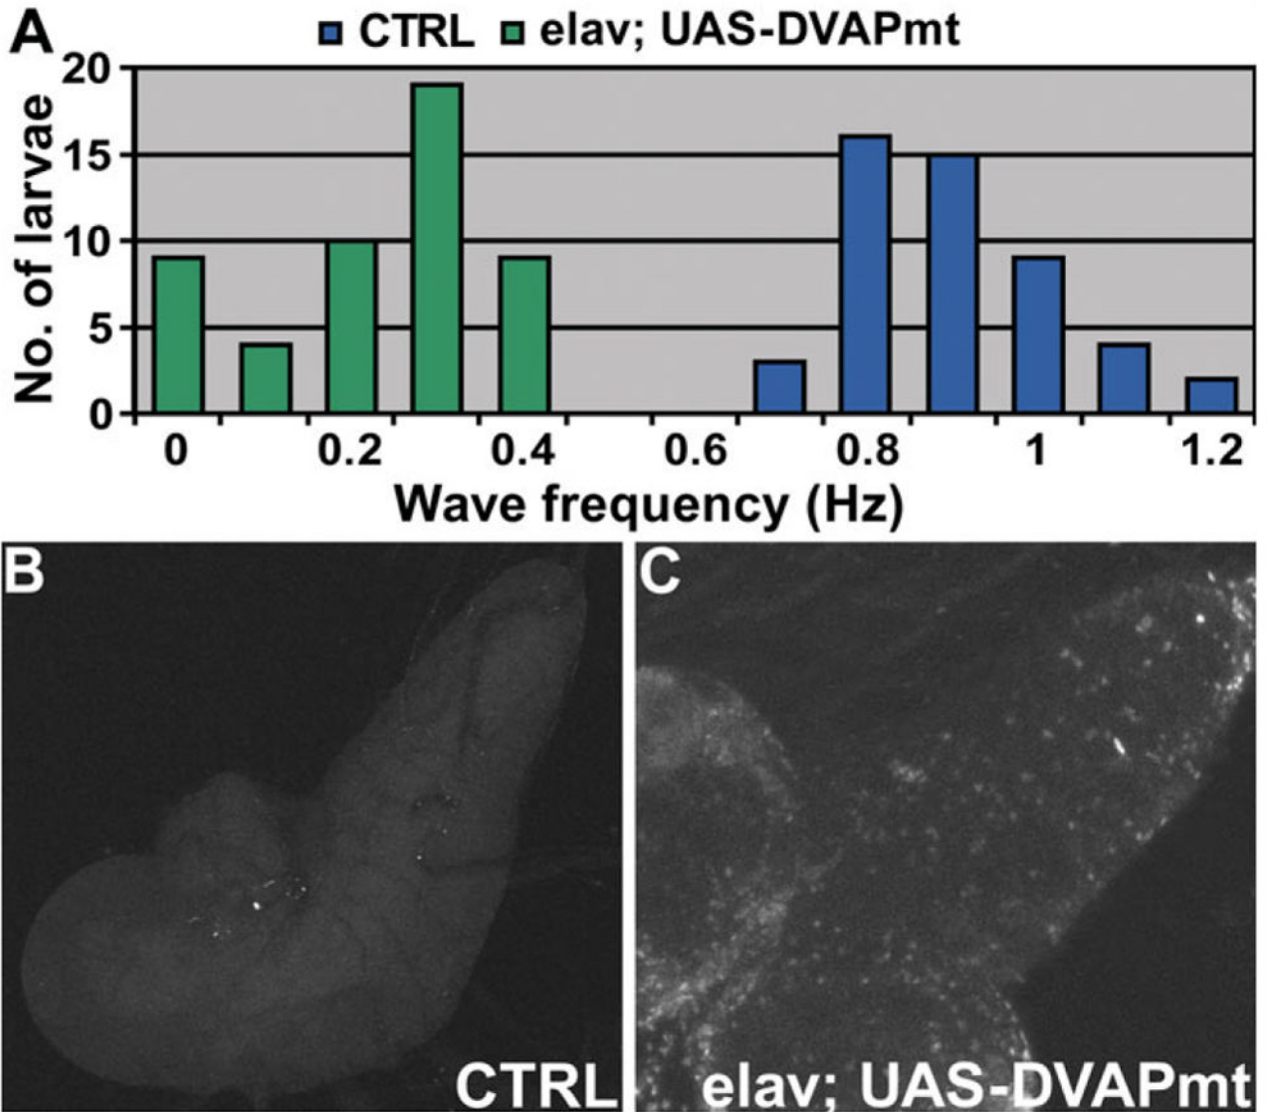 A
CTRL elav; UAS-DVAPmt
20
15
10
5
0
No. of larvae
0 0.2 0.4 0.6 0.8 1 1.2
Wave frequency (Hz)
B
C
CTRL
elav; UAS-DVAPmt